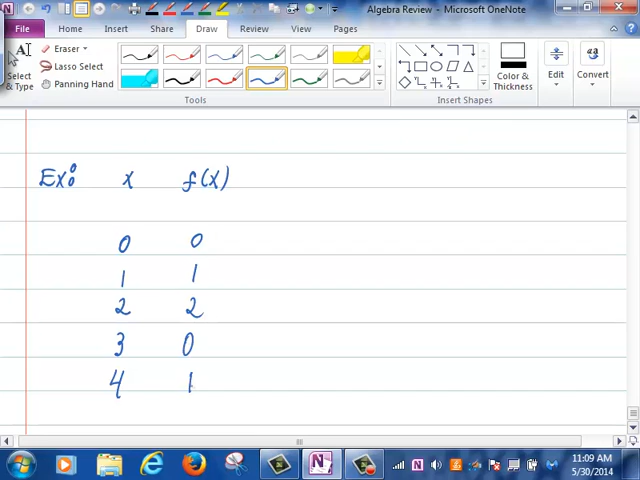 Algebra Review - Microsoft OneNote
File Home Insert Share Draw Review View
Select & Type
Eraser
Lasso Select
Panning Hand
Tools
Insert Shapes
Color & Thickness
Edit
Convert
Ex: x f(x)
0 0
1 1
2 2
3 0
4 1
11:09 AM
5/30/2014